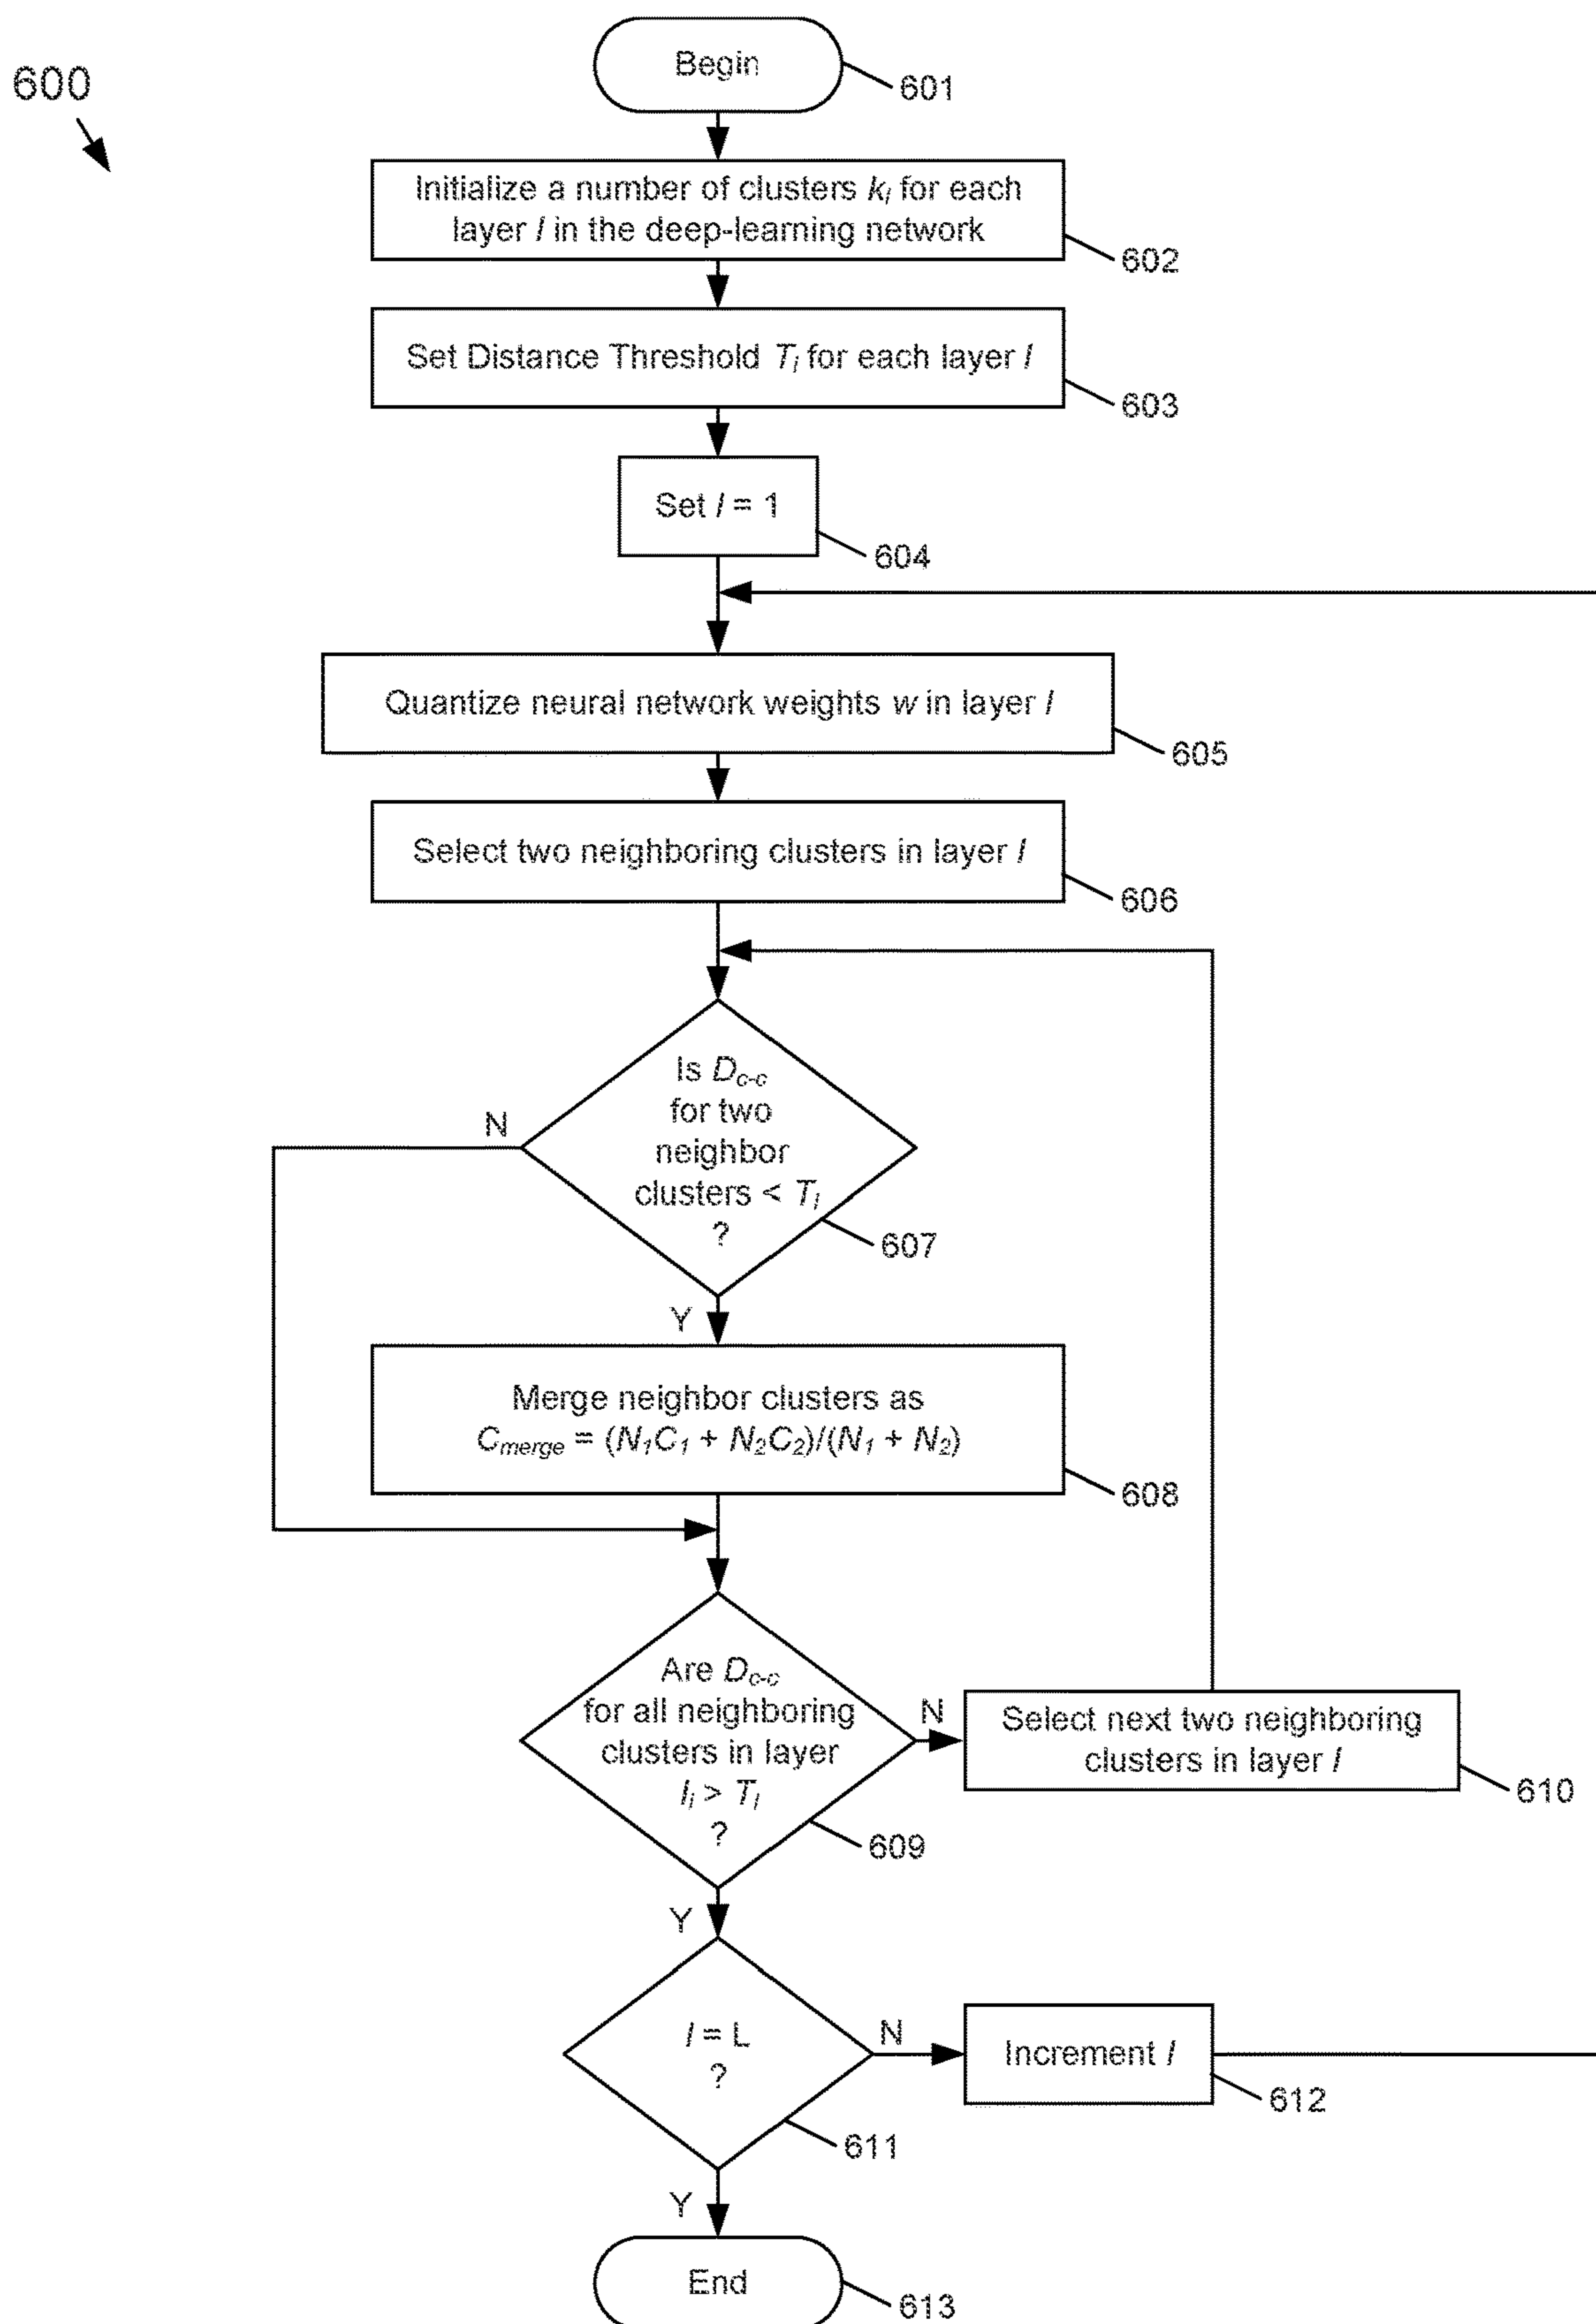 600
Begin
601
Initialize a number of clusters kₗ for each
layer l in the deep-learning network
602
Set Distance Threshold Tₗ for each layer l
603
Set l = 1
604
Quantize neural network weights w in layer l
605
Select two neighboring clusters in layer l
606
Is D_c-c
for two
neighbor
clusters < Tₗ
?
607
N
Y
Merge neighbor clusters as
C_merge = (N₁C₁ + N₂C₂)/(N₁ + N₂)
608
Are D_c-c
for all neighboring
clusters in layer
lᵢ > Tₗ
?
609
N
Select next two neighboring
clusters in layer l
610
Y
l = L
?
611
N
Increment l
612
Y
End
613